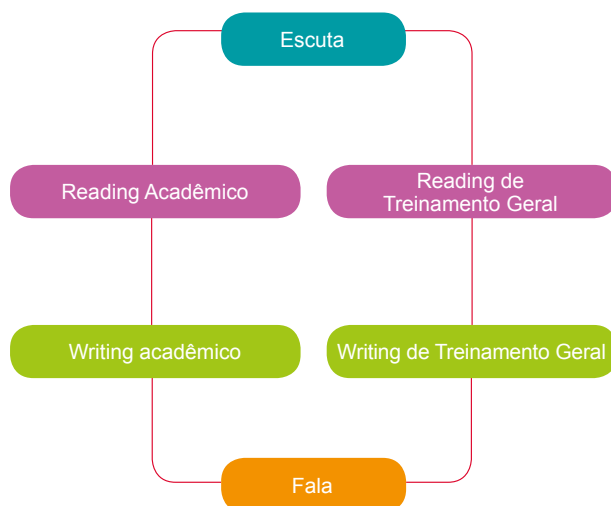 Escuta
Reading Acadêmico
Reading de
Treinamento Geral
Writing acadêmico
Writing de Treinamento Geral
Fala